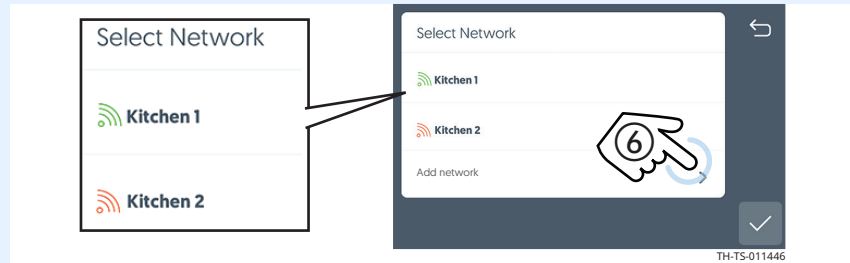 Select Network
Kitchen 1
Kitchen 2
Select Network
Kitchen 1
Kitchen 2
Add network
6
TH-TS-011446